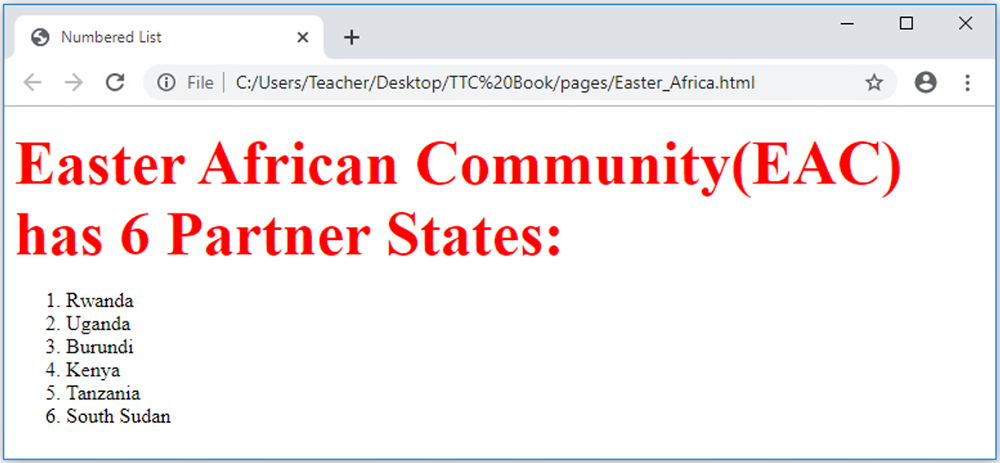 Numbered List
File C:/Users/Teacher/Desktop/TTC%20Book/pages/Easter_Africa.html
Easter African Community(EAC)
has 6 Partner States:
1. Rwanda
2. Uganda
3. Burundi
4. Kenya
5. Tanzania
6. South Sudan